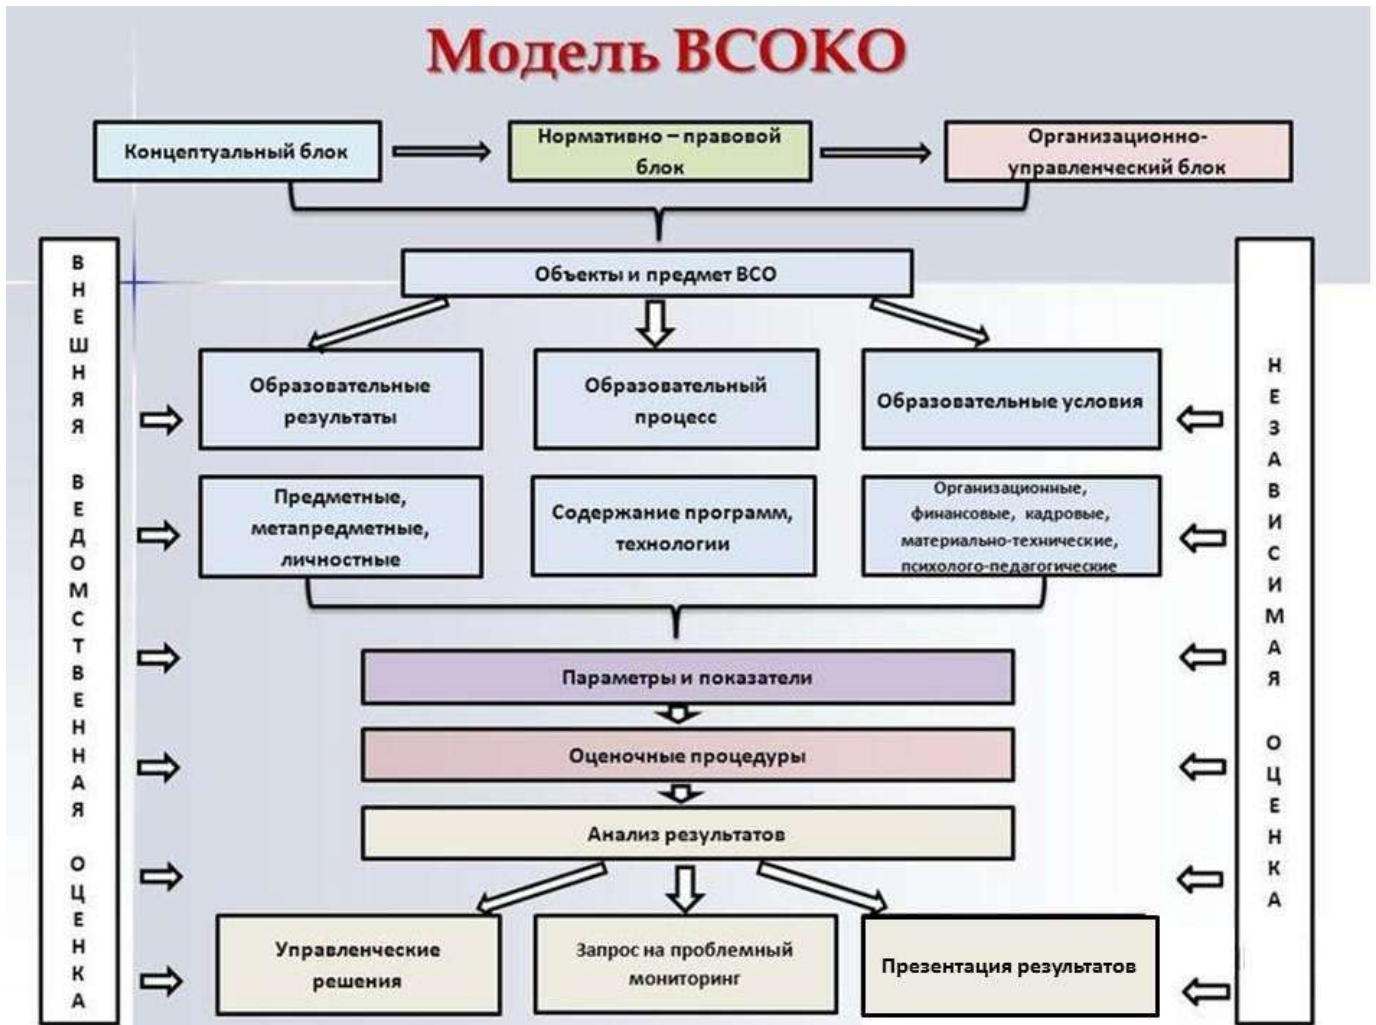 Модель ВСОКО
Концептуальный блок
Нормативно – правовой
блок
Организационно-
управленческий блок
ВНЕШНЯЯ ВЕДОМСТВЕННАЯ ОЦЕНКА
Объекты и предмет ВСО
Образовательные
результаты
Образовательный
процесс
Образовательные условия
Предметные,
метапредметные,
личностные
Содержание программ,
технологии
Организационные,
финансовые, кадровые,
материально-технические,
психолого-педагогические
Параметры и показатели
Оценочные процедуры
Анализ результатов
Управленческие
решения
Запрос на проблемный
мониторинг
Презентация результатов
НЕЗАВИСИМАЯ ОЦЕНКА